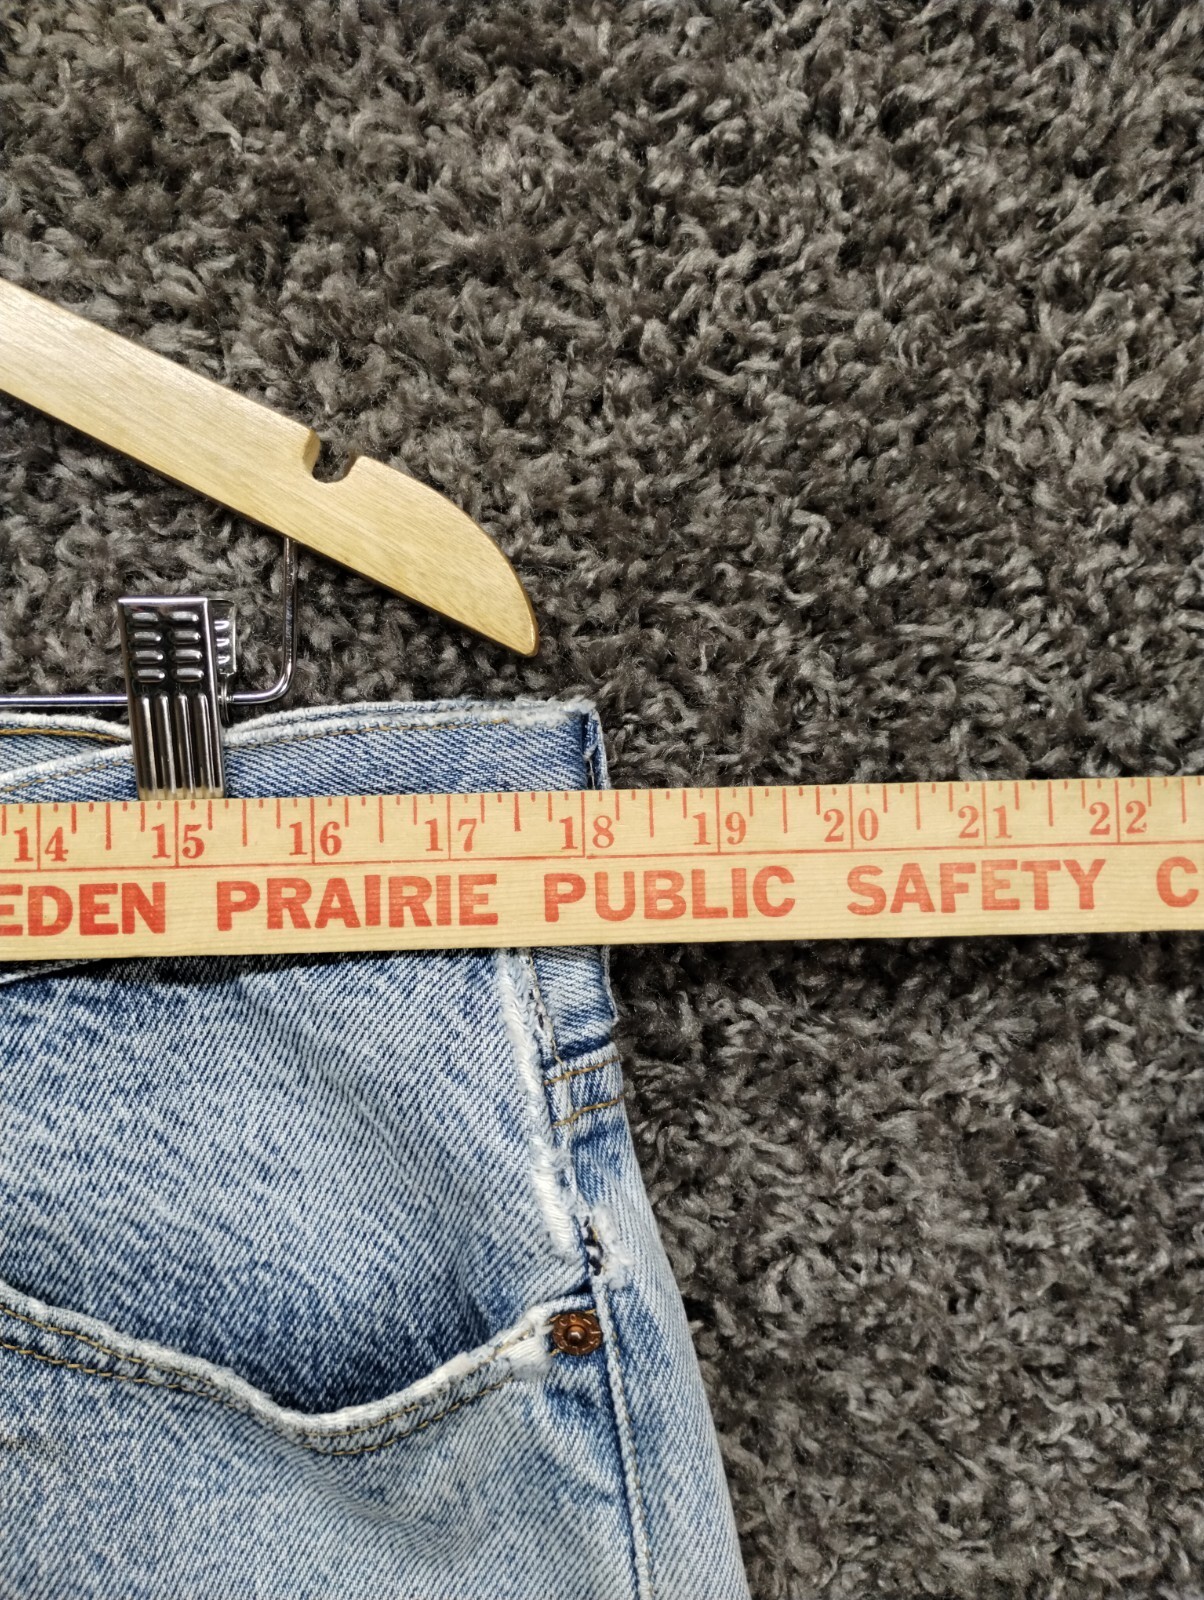 14 15 16 17 18 19 20 21 22
EDEN PRAIRIE PUBLIC SAFETY C